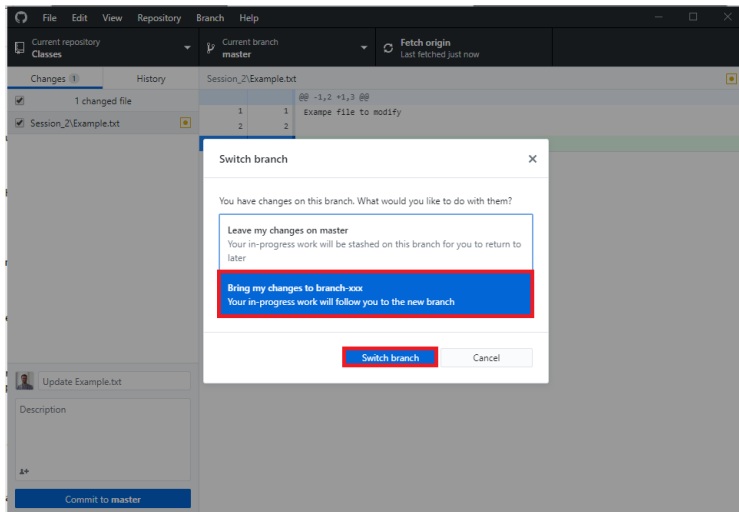 File Edit View Repository Branch Help
Current repository
Classes
Current branch
master
Fetch origin
Last fetched just now
Changes 1 History
Session_2\Example.txt
1 changed file
@@ -1,2 +1,3 @@
Session_2\Example.txt
1 1 Exampe file to modify
2 2
Switch branch
You have changes on this branch. What would you like to do with them?
Leave my changes on master
Your in-progress work will be stashed on this branch for you to return to
later
Bring my changes to branch-xxx
Your in-progress work will follow you to the new branch
Switch branch Cancel
Update Example.txt
Description
Commit to master